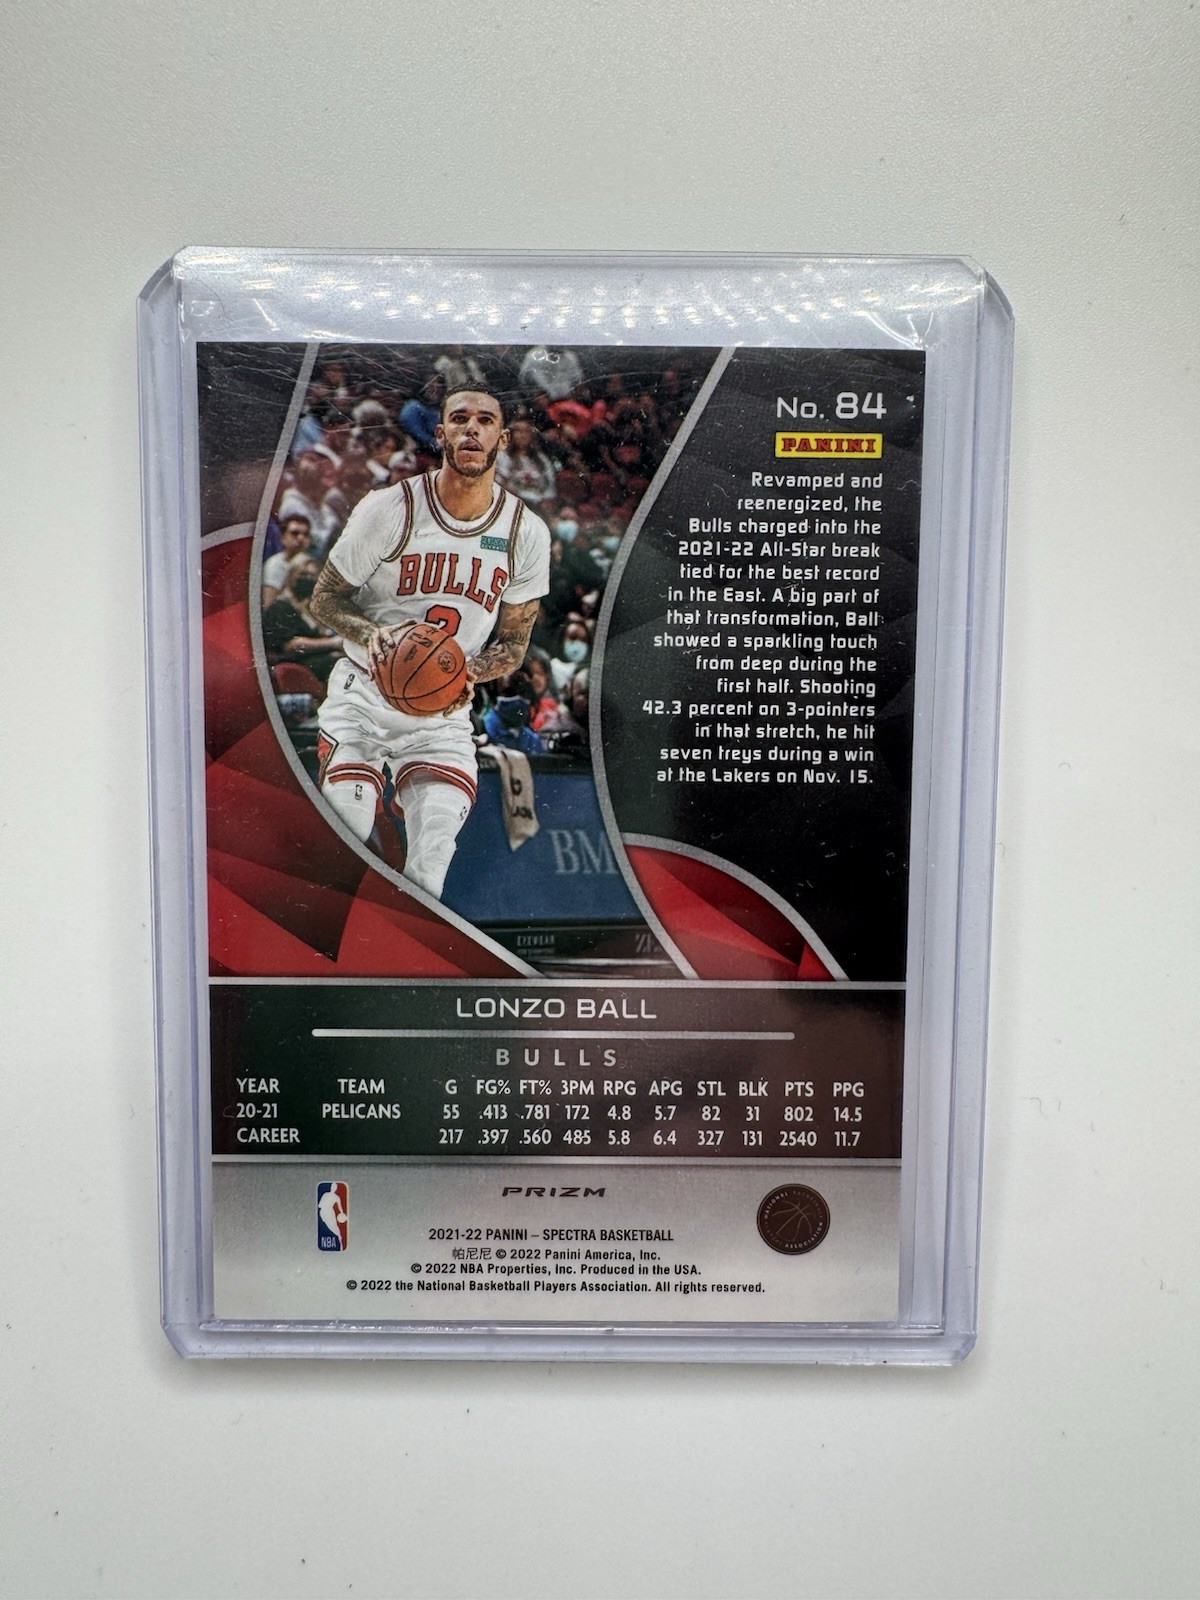 No. 84
PANINI
Revamped and
reenergized, the
Bulls charged into the
2021-22 All-Star break
tied for the best record
in the East. A big part of
that transformation, Ball
showed a sparkling touch
from deep during the
first half. Shooting
42.3 percent on 3-pointers
in that stretch, he hit
seven treys during a win
at the Lakers on Nov. 15.
BULLS
2
BM
LONZO BALL
BULLS
YEAR TEAM G FG% FT% 3PM RPG APG STL BLK PTS PPG
20-21 PELICANS 55 .413 .781 172 4.8 5.7 82 31 802 14.5
CAREER 217 .397 .560 485 5.8 6.4 327 131 2540 11.7
PRIZM
NBA
NATIONAL BASKETBALL PLAYERS ASSOCIATION
2021-22 PANINI – SPECTRA BASKETBALL
帕尼尼 © 2022 Panini America, Inc.
© 2022 NBA Properties, Inc. Produced in the USA.
© 2022 the National Basketball Players Association. All rights reserved.